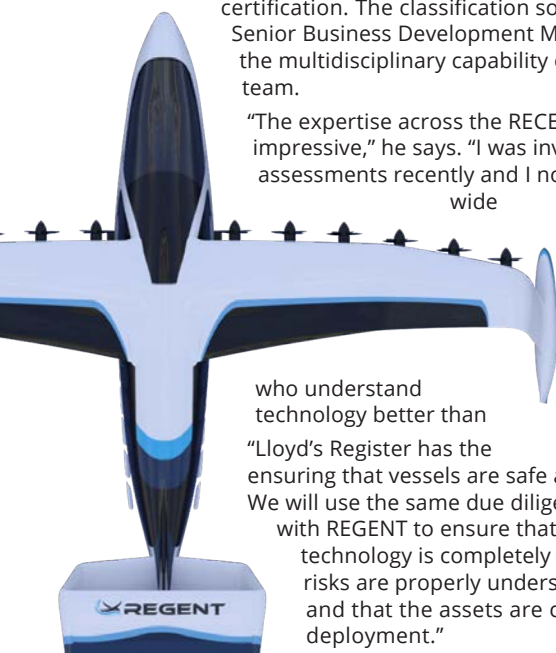 certification. The classification so
Senior Business Development M
the multidisciplinary capability
team.
“The expertise across the RECE
impressive,” he says. “I was inv
assessments recently and I no
wide
who understand
technology better than
“Lloyd’s Register has the
ensuring that vessels are safe a
We will use the same due dilige
with REGENT to ensure that
technology is completely
risks are properly unders
and that the assets are
deployment.”
REGENT